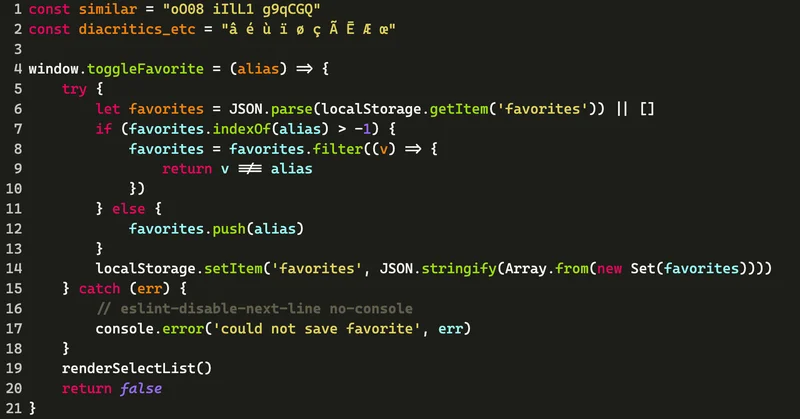 1 const similar = "oO08 iIlL1 g9qCGQ"
2 const diacritics_etc = "â é ù ï ø ç Ã Ē Æ œ"
3
4 window.toggleFavorite = (alias) => {
5     try {
6         let favorites = JSON.parse(localStorage.getItem('favorites')) || []
7         if (favorites.indexOf(alias) > -1) {
8             favorites = favorites.filter((v) => {
9                 return v !== alias
10             })
11         } else {
12             favorites.push(alias)
13         }
14         localStorage.setItem('favorites', JSON.stringify(Array.from(new Set(favorites))))
15     } catch (err) {
16         // eslint-disable-next-line no-console
17         console.error('could not save favorite', err)
18     }
19     renderSelectList()
20     return false
21 }